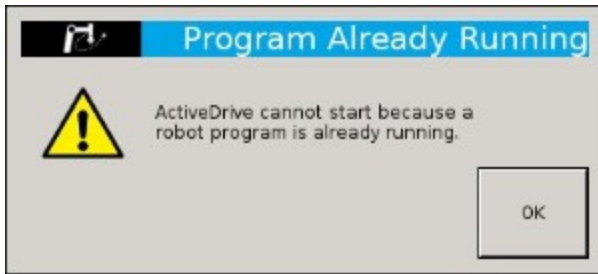 Program Already Running
ActiveDrive cannot start because a
robot program is already running.
OK